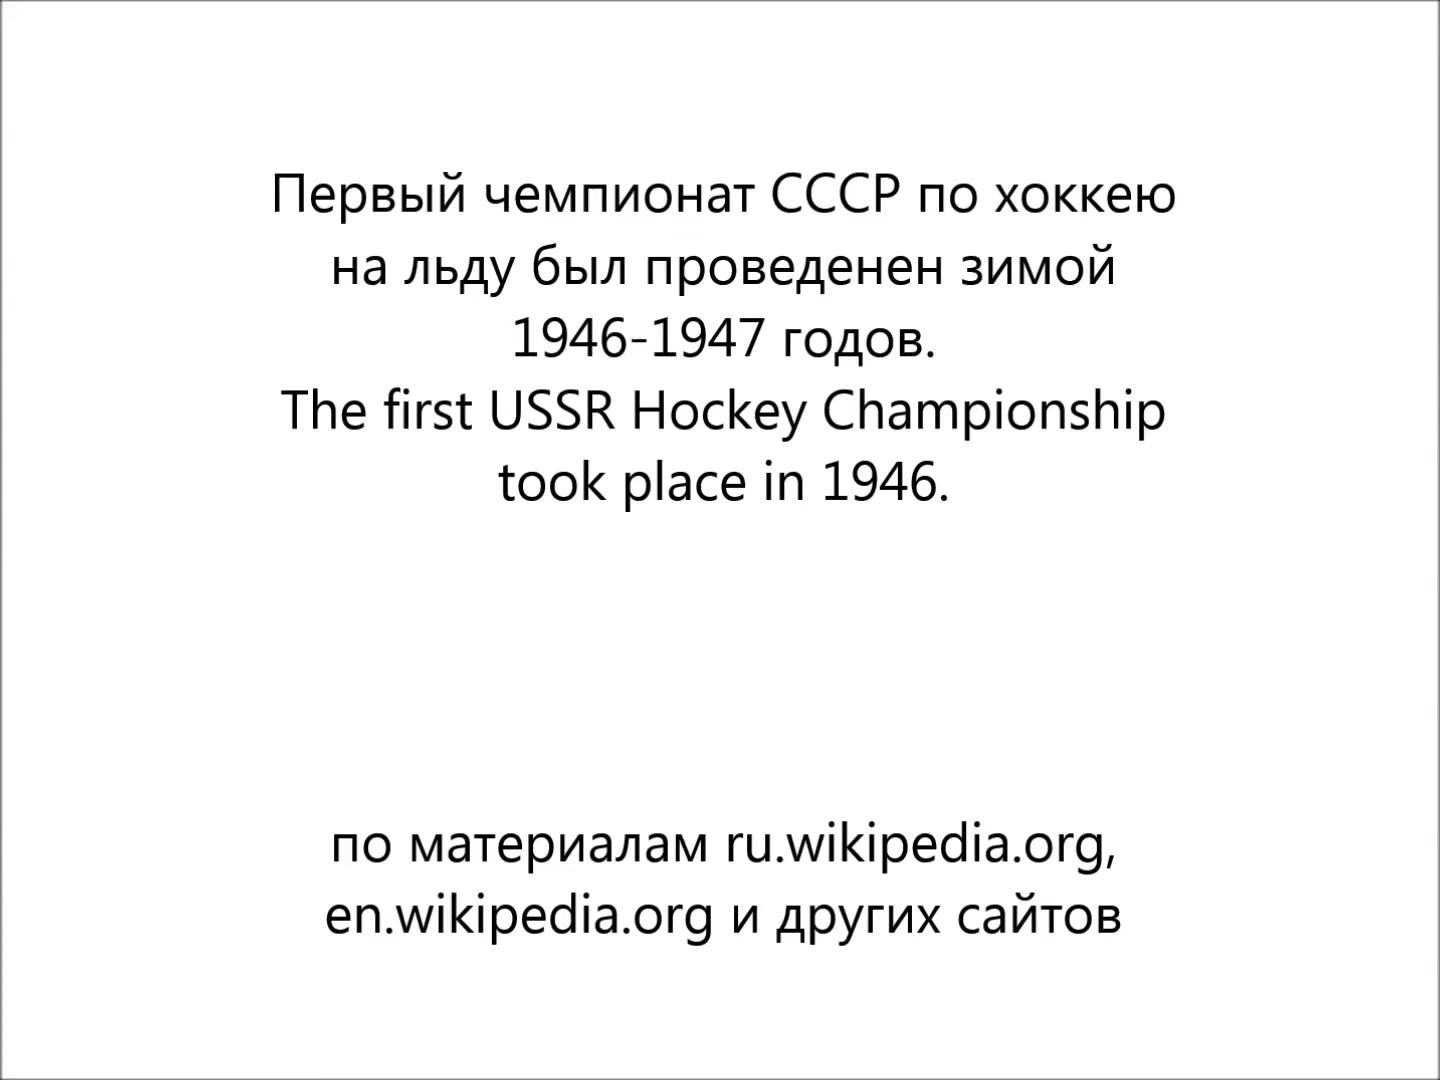 Первый чемпионат СССР по хоккею
на льду был проведенен зимой
1946-1947 годов.
The first USSR Hockey Championship
took place in 1946.
по материалам ru.wikipedia.org,
en.wikipedia.org и других сайтов